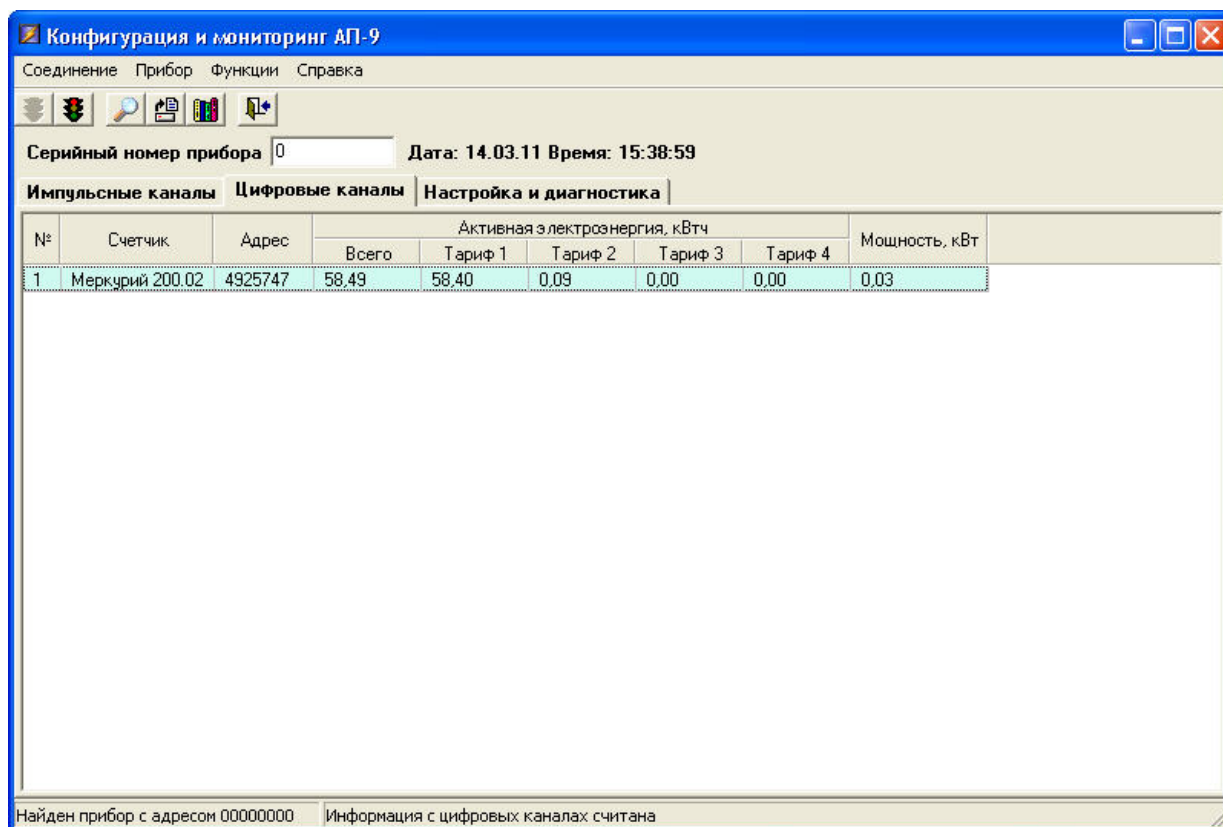 Конфигурация и мониторинг АП-9
Соединение Прибор Функции Справка
Серийный номер прибора 0 Дата: 14.03.11 Время: 15:38:59
Импульсные каналы Цифровые каналы Настройка и диагностика
№ Счетчик Адрес Активная электроэнергия, кВтч Мощность, кВт
Всего Тариф 1 Тариф 2 Тариф 3 Тариф 4
1 Меркурий 200.02 4925747 58,49 58,40 0,09 0,00 0,00 0,03
Найден прибор с адресом 00000000 Информация с цифровых каналах считана